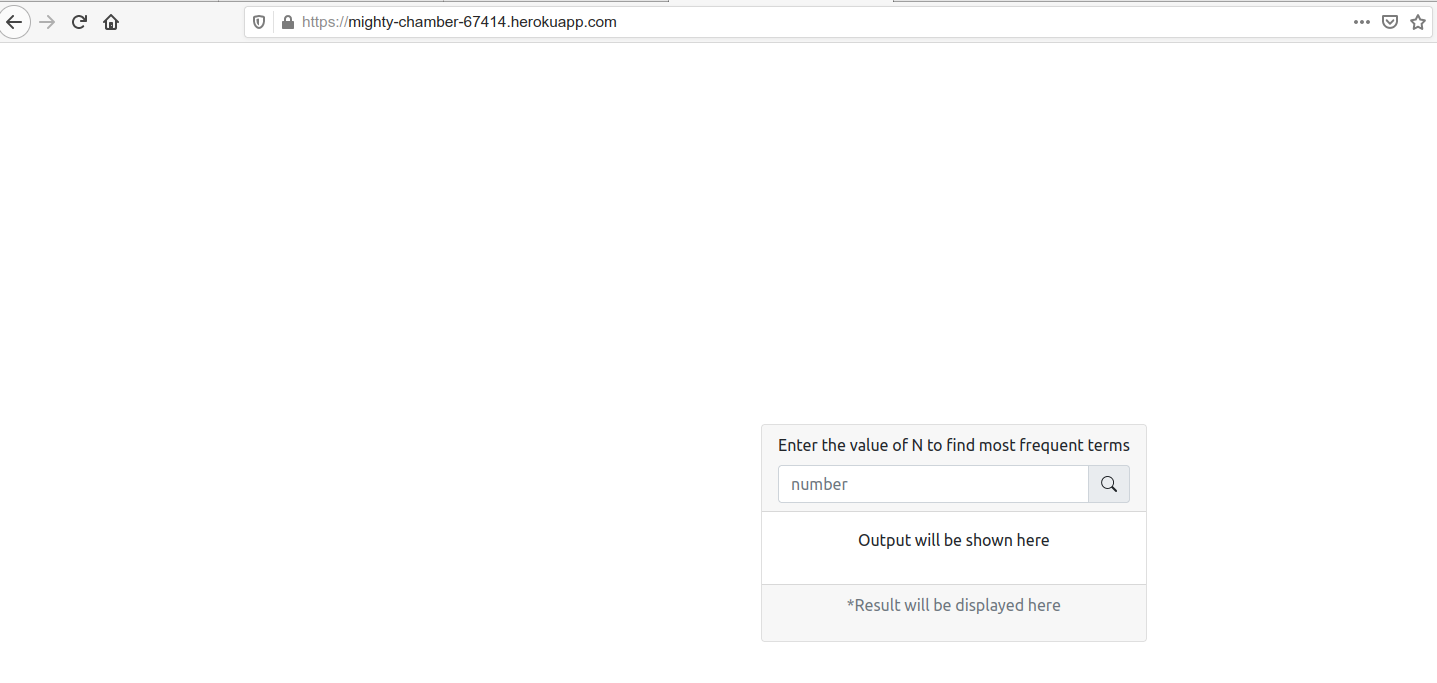 https://mighty-chamber-67414.herokuapp.com
Enter the value of N to find most frequent terms
number
Output will be shown here
*Result will be displayed here